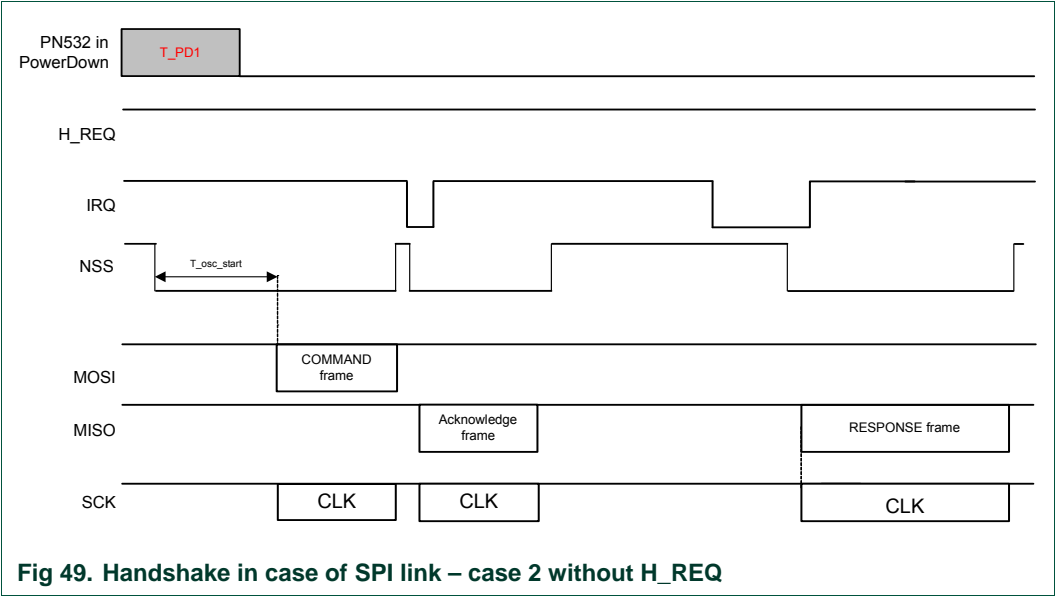 PN532 in
PowerDown
T_PD1
H_REQ
IRQ
NSS
T_osc_start
MOSI
COMMAND
frame
MISO
Acknowledge
frame
RESPONSE frame
SCK
CLK
CLK
CLK
Fig 49. Handshake in case of SPI link – case 2 without H_REQ